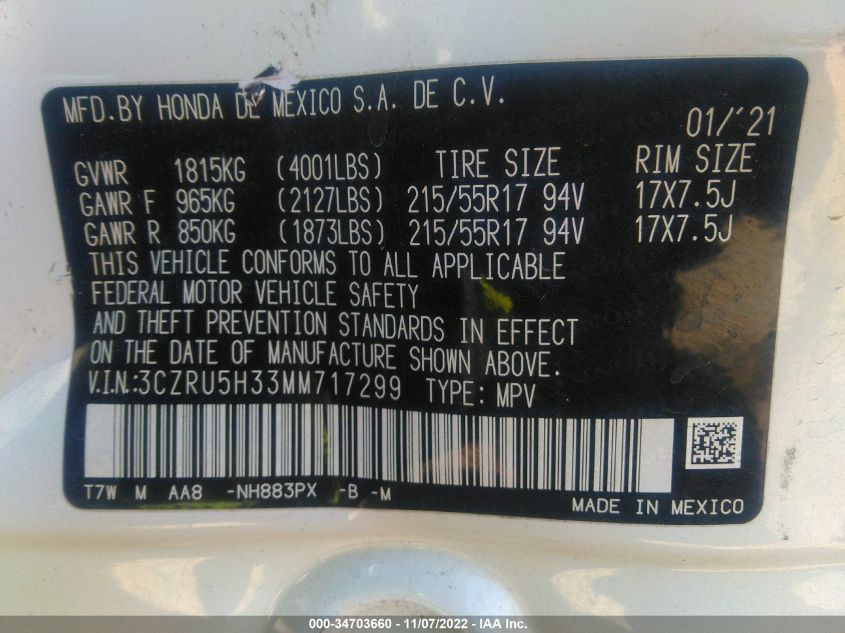 MFD.BY HONDA DE MEXICO S.A. DE C.V.
01/'21
GVWR 1815KG (4001LBS) TIRE SIZE RIM SIZE
GAWR F 965KG (2127LBS) 215/55R17 94V 17X7.5J
GAWR R 850KG (1873LBS) 215/55R17 94V 17X7.5J
THIS VEHICLE CONFORMS TO ALL APPLICABLE
FEDERAL MOTOR VEHICLE SAFETY
AND THEFT PREVENTION STANDARDS IN EFFECT
ON THE DATE OF MANUFACTURE SHOWN ABOVE.
V.I.N.:3CZRU5H33MM717299 TYPE: MPV
T7W M AA8 -NH883PX -B -M
MADE IN MEXICO
000-34703660 - 11/07/2022 - IAA Inc.